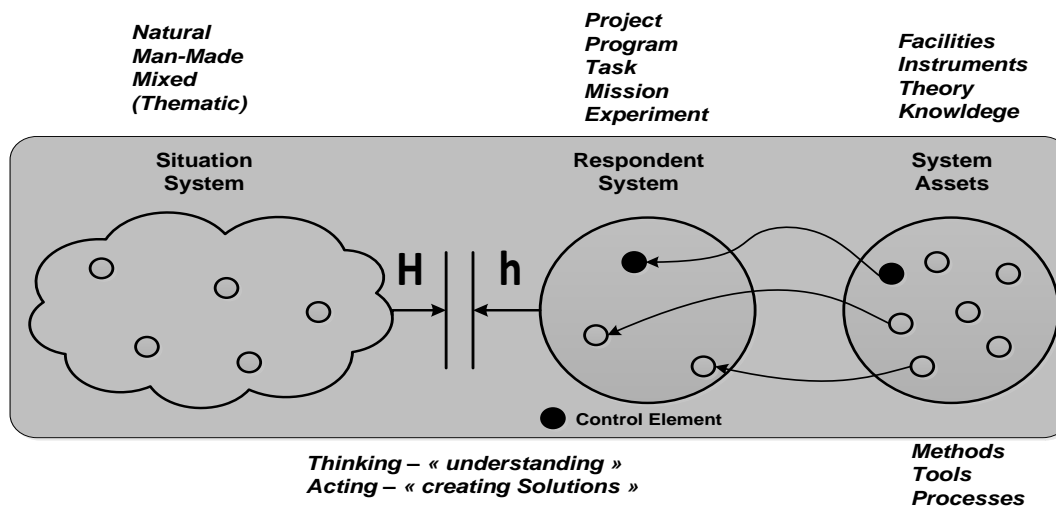 Natural
Man-Made
Mixed
(Thematic)
Project
Program
Task
Mission
Experiment
Facilities
Instruments
Theory
Knowldege
Situation
System
Respondent
System
System
Assets
H
h
Control Element
Thinking – « understanding »
Acting – « creating Solutions »
Methods
Tools
Processes